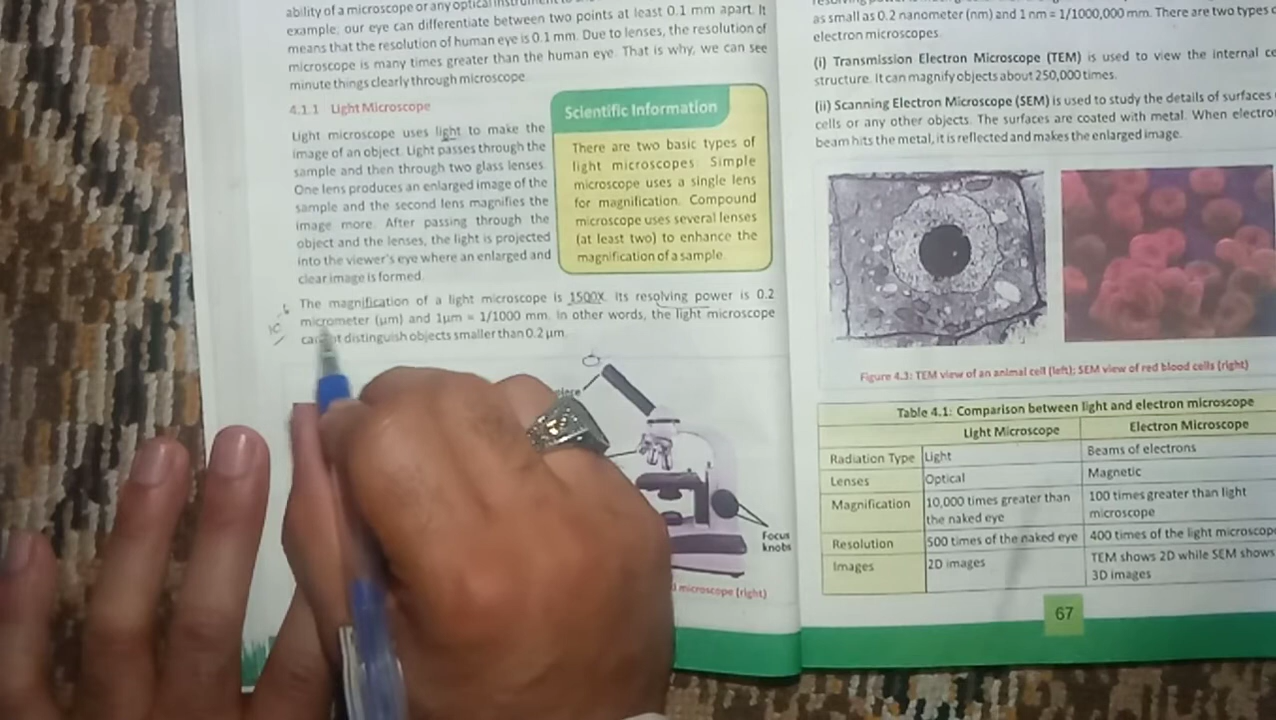 ability of a microscope or any optical instrument to
example, our eye can differentiate between two points at least 0.1 mm apart. It
means that the resolution of human eye is 0.1 mm. Due to lenses, the resolution of
microscope is many times greater than the human eye. That is why, we can see
minute things clearly through microscope.
4.1.1 Light Microscope
Light microscope uses light to make the
image of an object. Light passes through the
sample and then through two glass lenses.
One lens produces an enlarged image of the
sample and the second lens magnifies the
image more. After passing through the
object and the lenses, the light is projected
into the viewer's eye where an enlarged and
clear image is formed.
Scientific Information
There are two basic types of
light microscopes. Simple
microscope uses a single lens
for magnification. Compound
microscope uses several lenses
(at least two) to enhance the
magnification of a sample.
The magnification of a light microscope is 1500X. Its resolving power is 0.2
micrometer (µm) and 1µm = 1/1000 mm. In other words, the light microscope
distinguish objects smaller than 0.2 µm.
10-6
Focus
knobs
microscope (right)
as small as 0.2 nanometer (nm) and 1 nm = 1/1000,000 mm. There are two types
electron microscopes.
(i) Transmission Electron Microscope (TEM) is used to view the internal ce
structure. It can magnify objects about 250,000 times.
(ii) Scanning Electron Microscope (SEM) is used to study the details of surfaces
cells or any other objects. The surfaces are coated with metal. When electro
beam hits the metal, it is reflected and makes the enlarged image.
Figure 4.3: TEM view of an animal cell (left); SEM view of red blood cells (right)
Table 4.1: Comparison between light and electron microscope
Light Microscope Electron Microscope
Radiation Type Light Beams of electrons
Lenses Optical Magnetic
Magnification 10,000 times greater than 100 times greater than light
the naked eye microscope
Resolution 500 times of the naked eye 400 times of the light microscop
Images 2D images TEM shows 2D while SEM shows
3D images
67